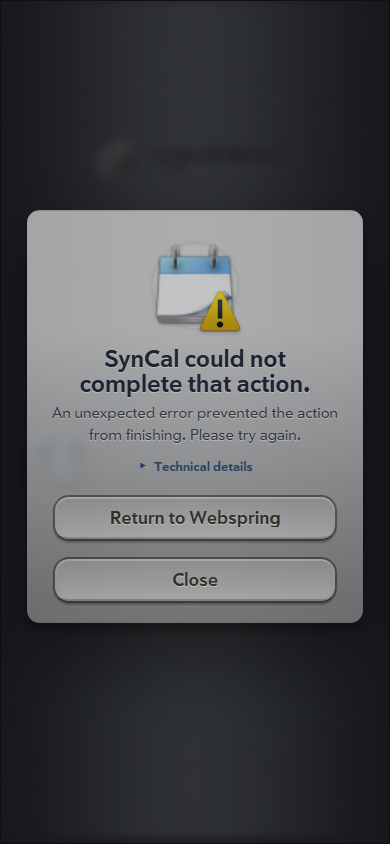 SynCal could not
complete that action.
An unexpected error prevented the action
from finishing. Please try again.
Technical details
Return to Webspring
Close